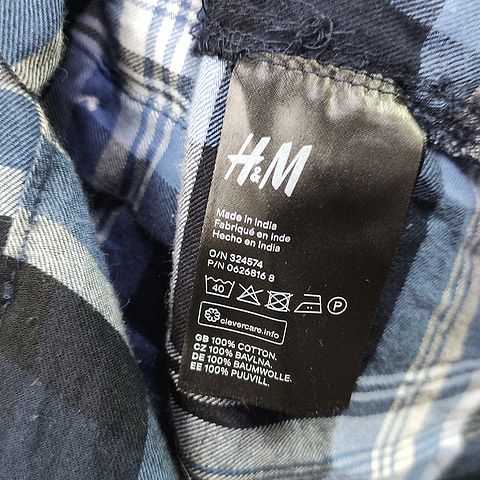 H&M
Made in India
Fabriqué en Inde
Hecho en India
O/N 324574
P/N 0626816 8
40 P
clevercare.info
GB 100% COTTON.
CZ 100% BAVLNA.
DE 100% BAUMWOLLE.
EE 100% PUUVILL.